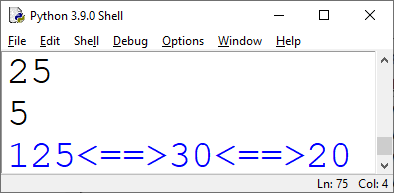 Python 3.9.0 Shell
File Edit Shell Debug Options Window Help
25
5
125<==>30<==>20
Ln: 75 Col: 4